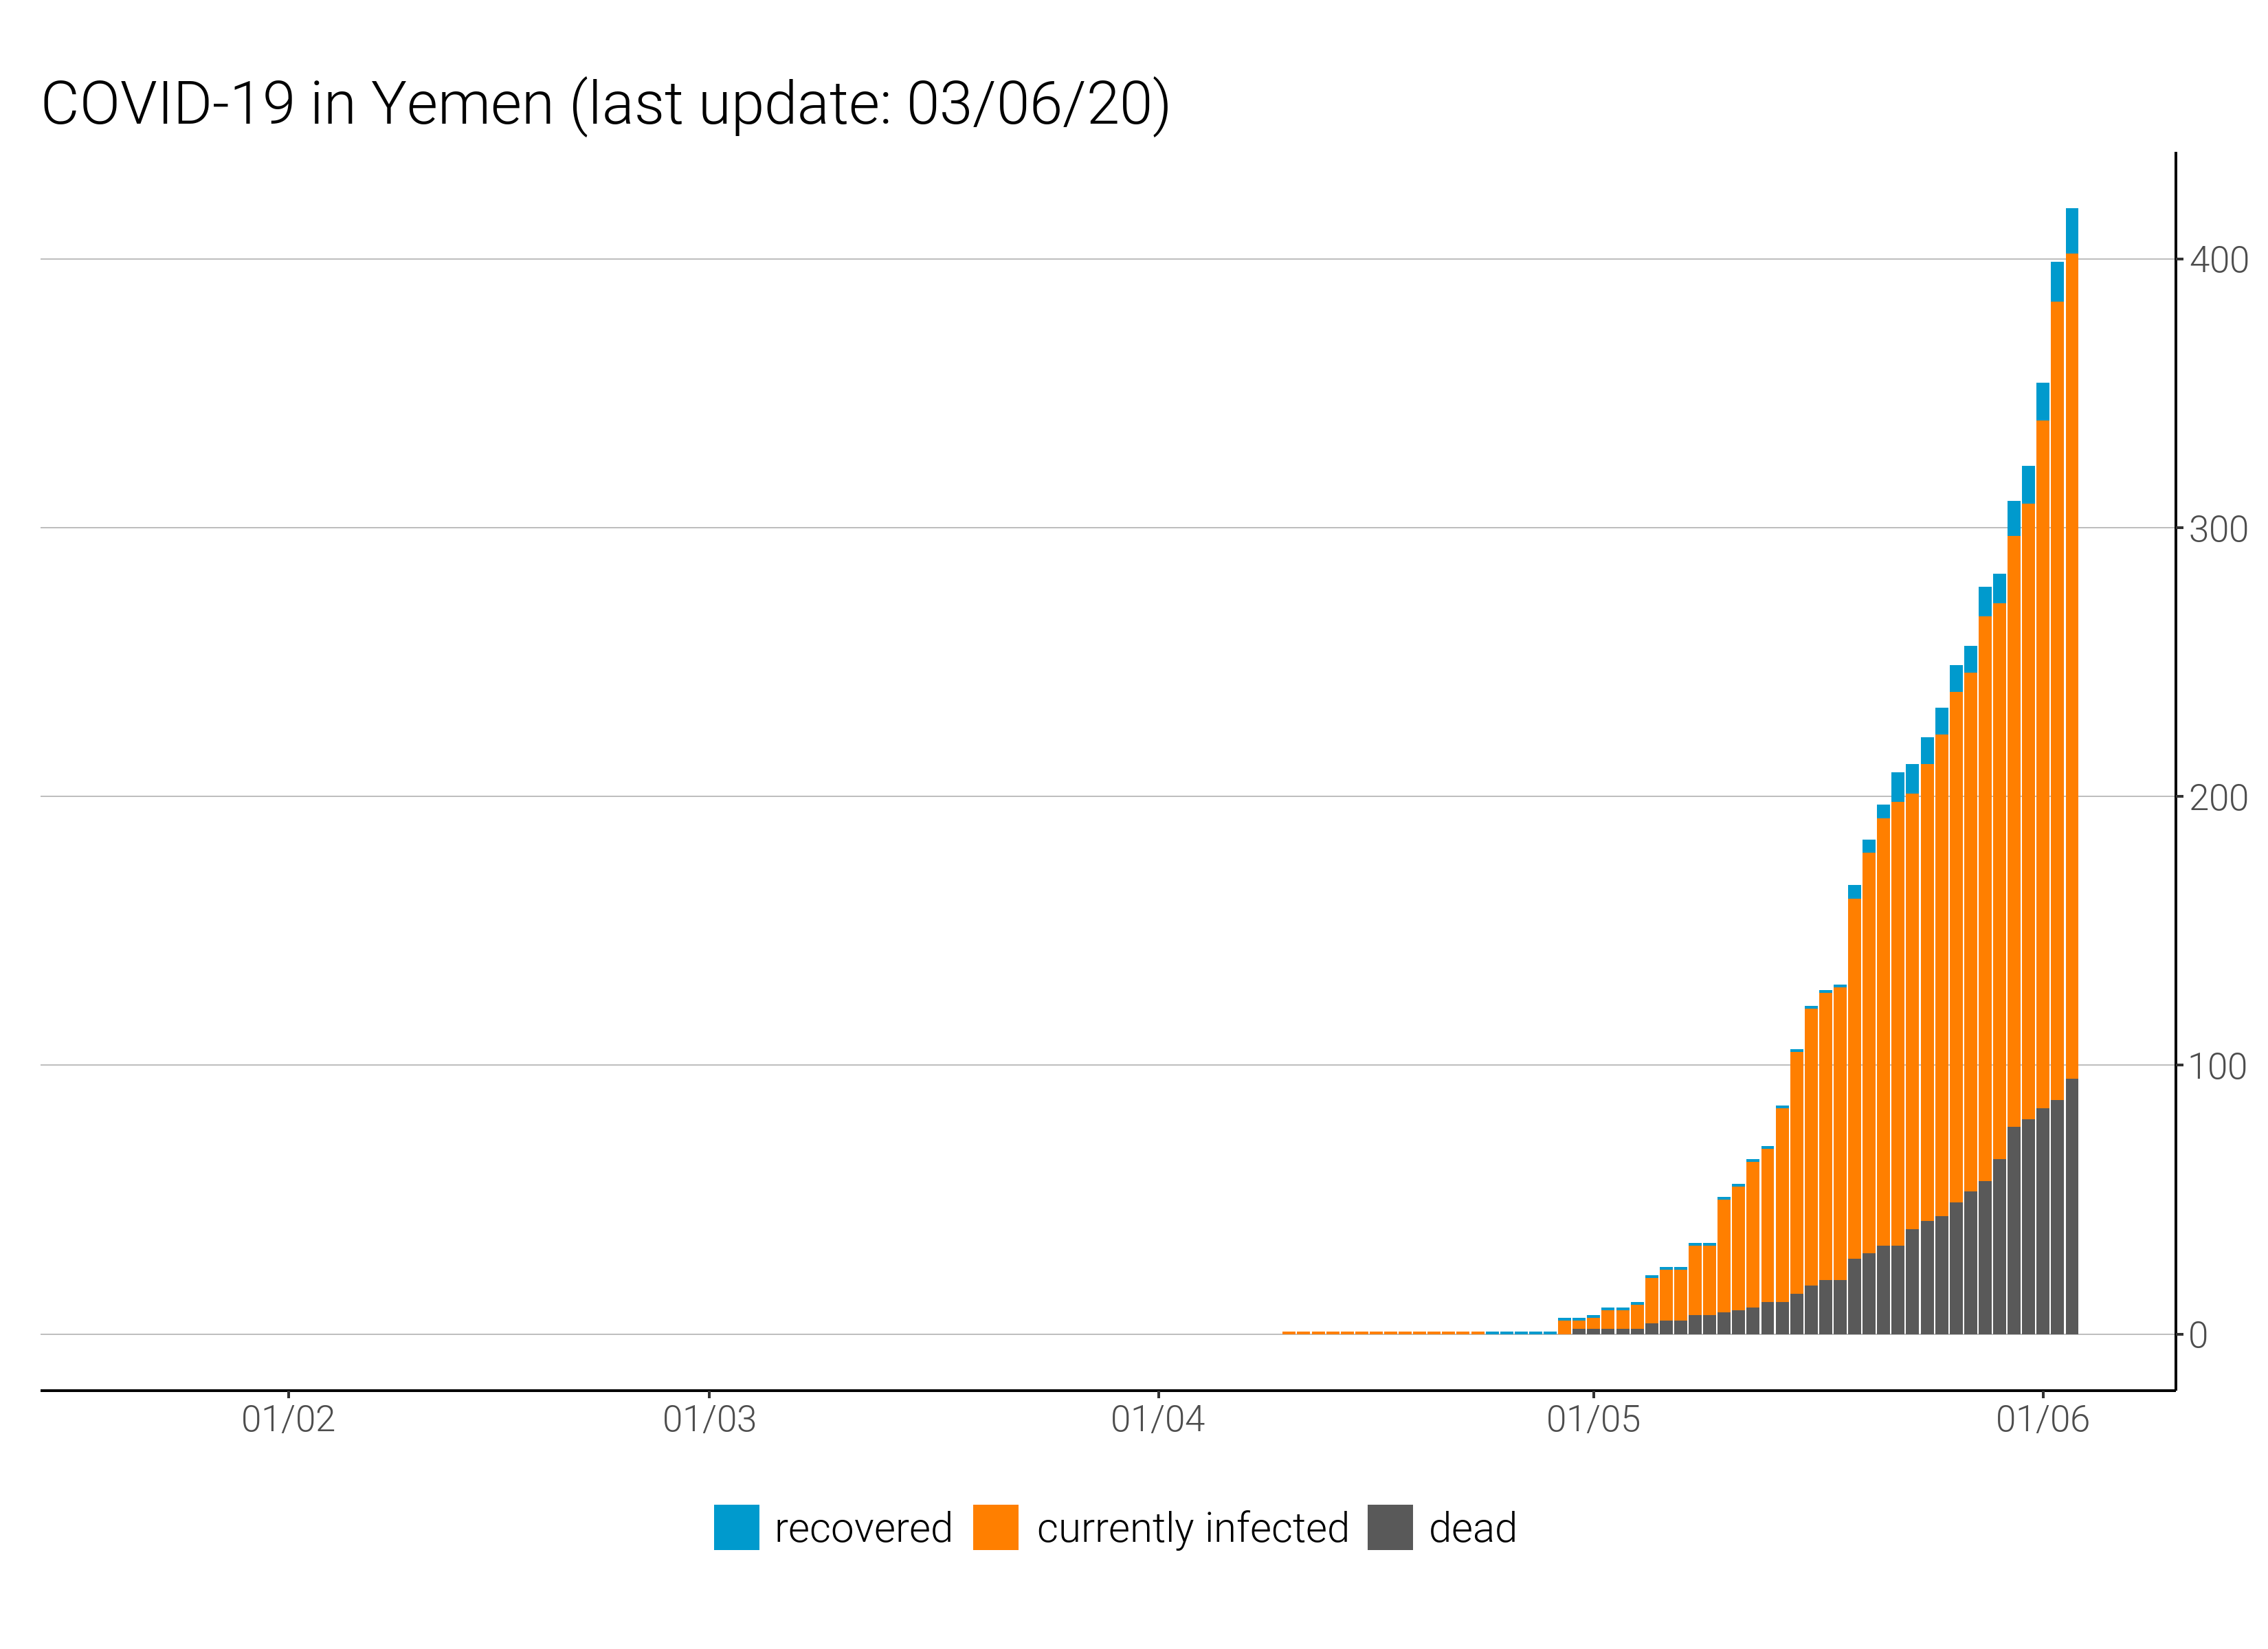 COVID-19 in Yemen (last update: 03/06/20)
400
300
200
100
0
01/02 01/03 01/04 01/05 01/06
recovered currently infected dead